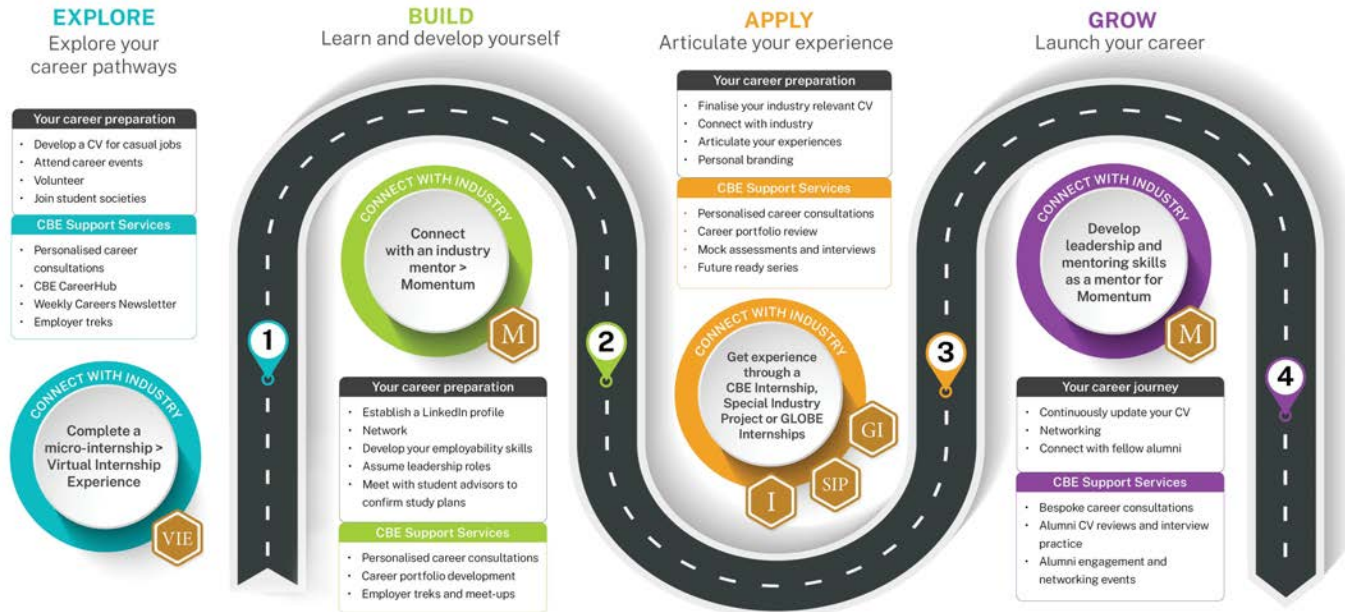 EXPLORE
Explore your
career pathways
Your career preparation
• Develop a CV for casual jobs
• Attend career events
• Volunteer
• Join student societies
CBE Support Services
• Personalised career
consultations
• CBE CareerHub
• Weekly Careers Newsletter
• Employer treks
CONNECT WITH INDUSTRY
Complete a
micro-internship >
Virtual Internship
Experience
VIE
1
BUILD
Learn and develop yourself
CONNECT WITH INDUSTRY
Connect
with an industry
mentor >
Momentum
M
Your career preparation
• Establish a LinkedIn profile
• Network
• Develop your employability skills
• Assume leadership roles
• Meet with student advisors to
confirm study plans
CBE Support Services
• Personalised career consultations
• Career portfolio development
• Employer treks and meet-ups
2
APPLY
Articulate your experience
Your career preparation
• Finalise your industry relevant CV
• Connect with industry
• Articulate your experiences
• Personal branding
CBE Support Services
• Personalised career consultations
• Career portfolio review
• Mock assessments and interviews
• Future ready series
CONNECT WITH INDUSTRY
Get experience
through a
CBE Internship,
Special Industry
Project or GLOBE
Internships
GI
SIP
I
3
GROW
Launch your career
CONNECT WITH INDUSTRY
Develop
leadership and
mentoring skills
as a mentor for
Momentum
M
Your career journey
• Continuously update your CV
• Networking
• Connect with fellow alumni
CBE Support Services
• Bespoke career consultations
• Alumni CV reviews and interview
practice
• Alumni engagement and
networking events
4